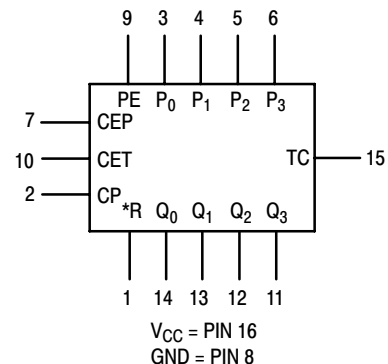 9 3 4 5 6
PE P0 P1 P2 P3
7 CEP
10 CET TC 15
2 CP
*R Q0 Q1 Q2 Q3
1 14 13 12 11
VCC = PIN 16
GND = PIN 8